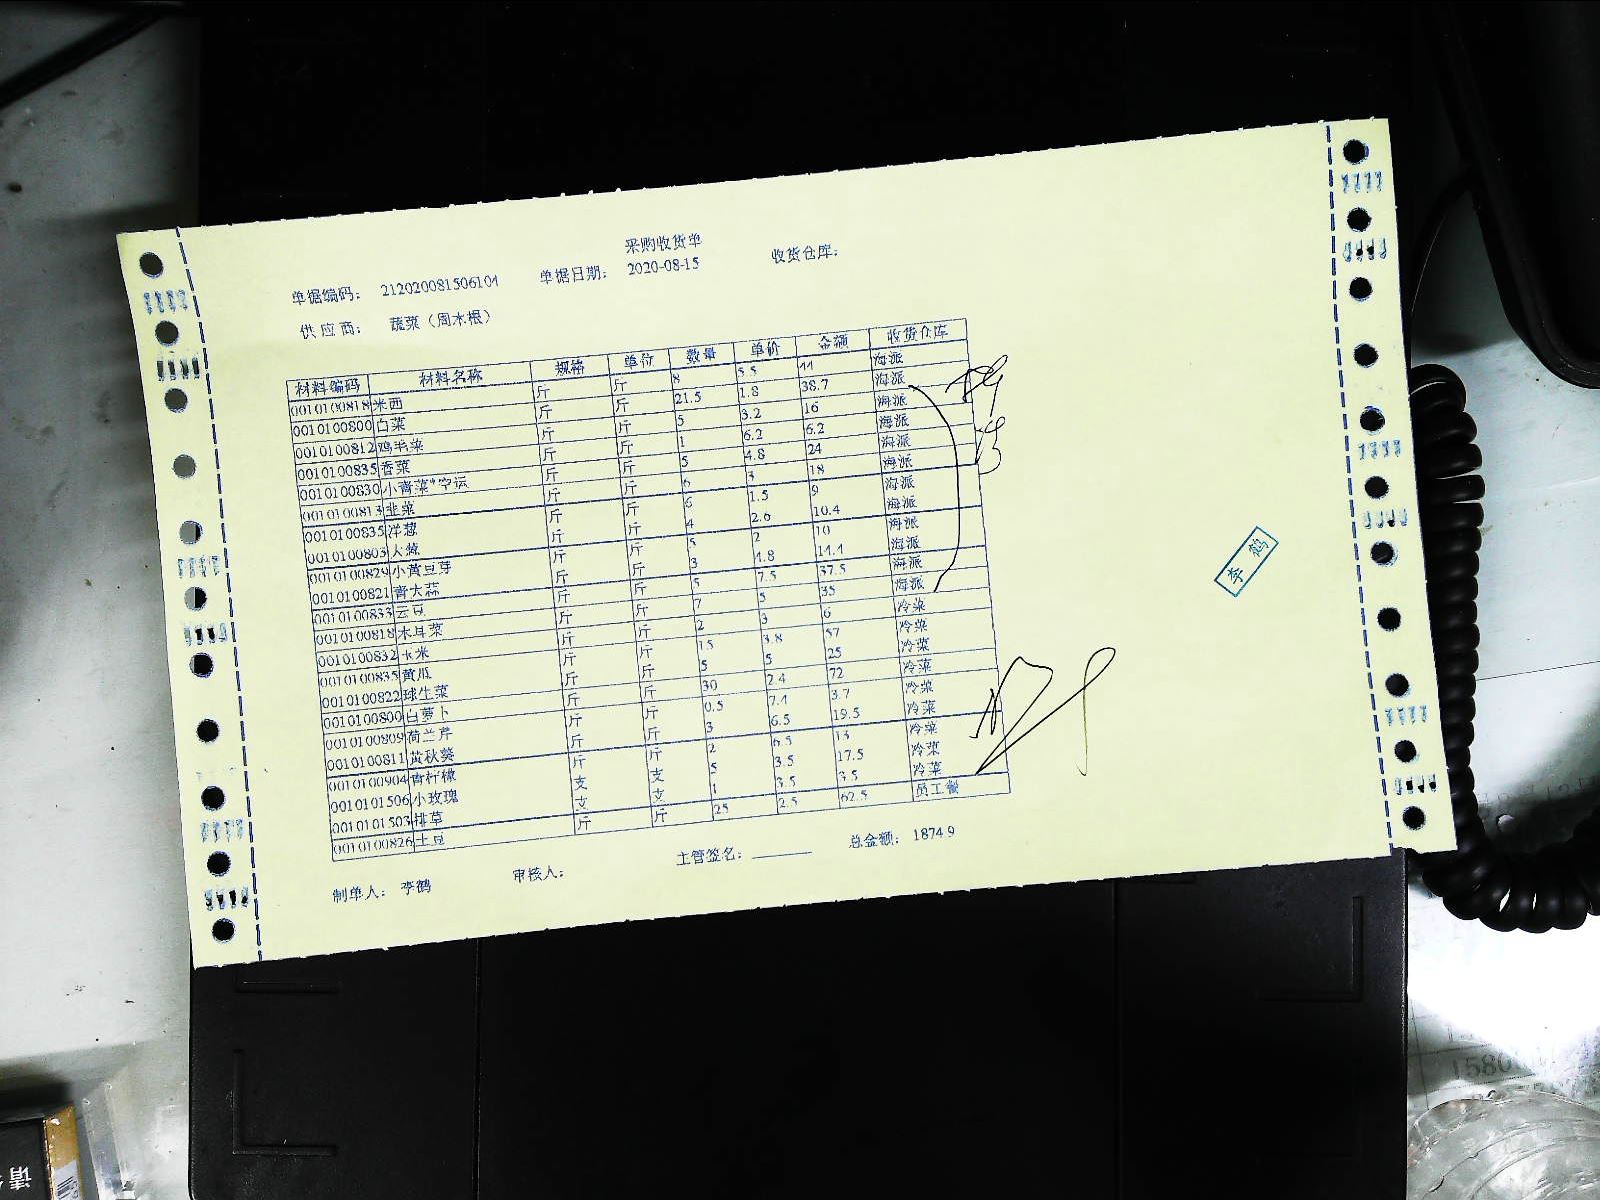 采购收货单
单据编码： 212020081506104 单据日期： 2020-08-15 收货仓库：
供 应 商： 蔬菜（周水根）
材料编码 材料名称 规格 单位 数量 单价 金额 收货仓库
0010100818 米西 斤 斤 8 5.5 44 海派
0010100800 白菜 斤 斤 21.5 1.8 38.7 海派
0010100812 鸡毛菜 斤 斤 5 3.2 16 海派
0010100835 香菜 斤 斤 1 6.2 6.2 海派
0010100830 小青菜*空运 斤 斤 5 4.8 24 海派
0010100813 韭菜 斤 斤 6 3 18 海派
0010100835 洋葱 斤 斤 6 1.5 9 海派
0010100803 大葱 斤 斤 4 2.6 10.4 海派
0010100829 小黄豆芽 斤 斤 5 2 10 海派
0010100821 青大蒜 斤 斤 3 4.8 14.4 海派
0010100833 云豆 斤 斤 5 7.5 37.5 海派
0010100818 木耳菜 斤 斤 7 5 35 海派
0010100832 玉米 斤 斤 2 3 6 冷菜
0010100835 黄瓜 斤 斤 15 3.8 57 冷菜
0010100822 球生菜 斤 斤 5 5 25 冷菜
0010100800 白萝卜 斤 斤 30 2.4 72 冷菜
0010100809 荷兰芹 斤 斤 0.5 7.4 3.7 冷菜
0010100811 黄秋葵 斤 斤 3 6.5 19.5 冷菜
0010100904 青柠檬 斤 斤 2 6.5 13 冷菜
0010101506 小玫瑰 支 支 5 3.5 17.5 冷菜
0010101503 排草 支 支 1 3.5 3.5 冷菜
0010100826 土豆 斤 斤 25 2.5 62.5 员工餐
制单人： 李鹤 审核人： 主管签名： 总金额： 1874.9
李鹤
请